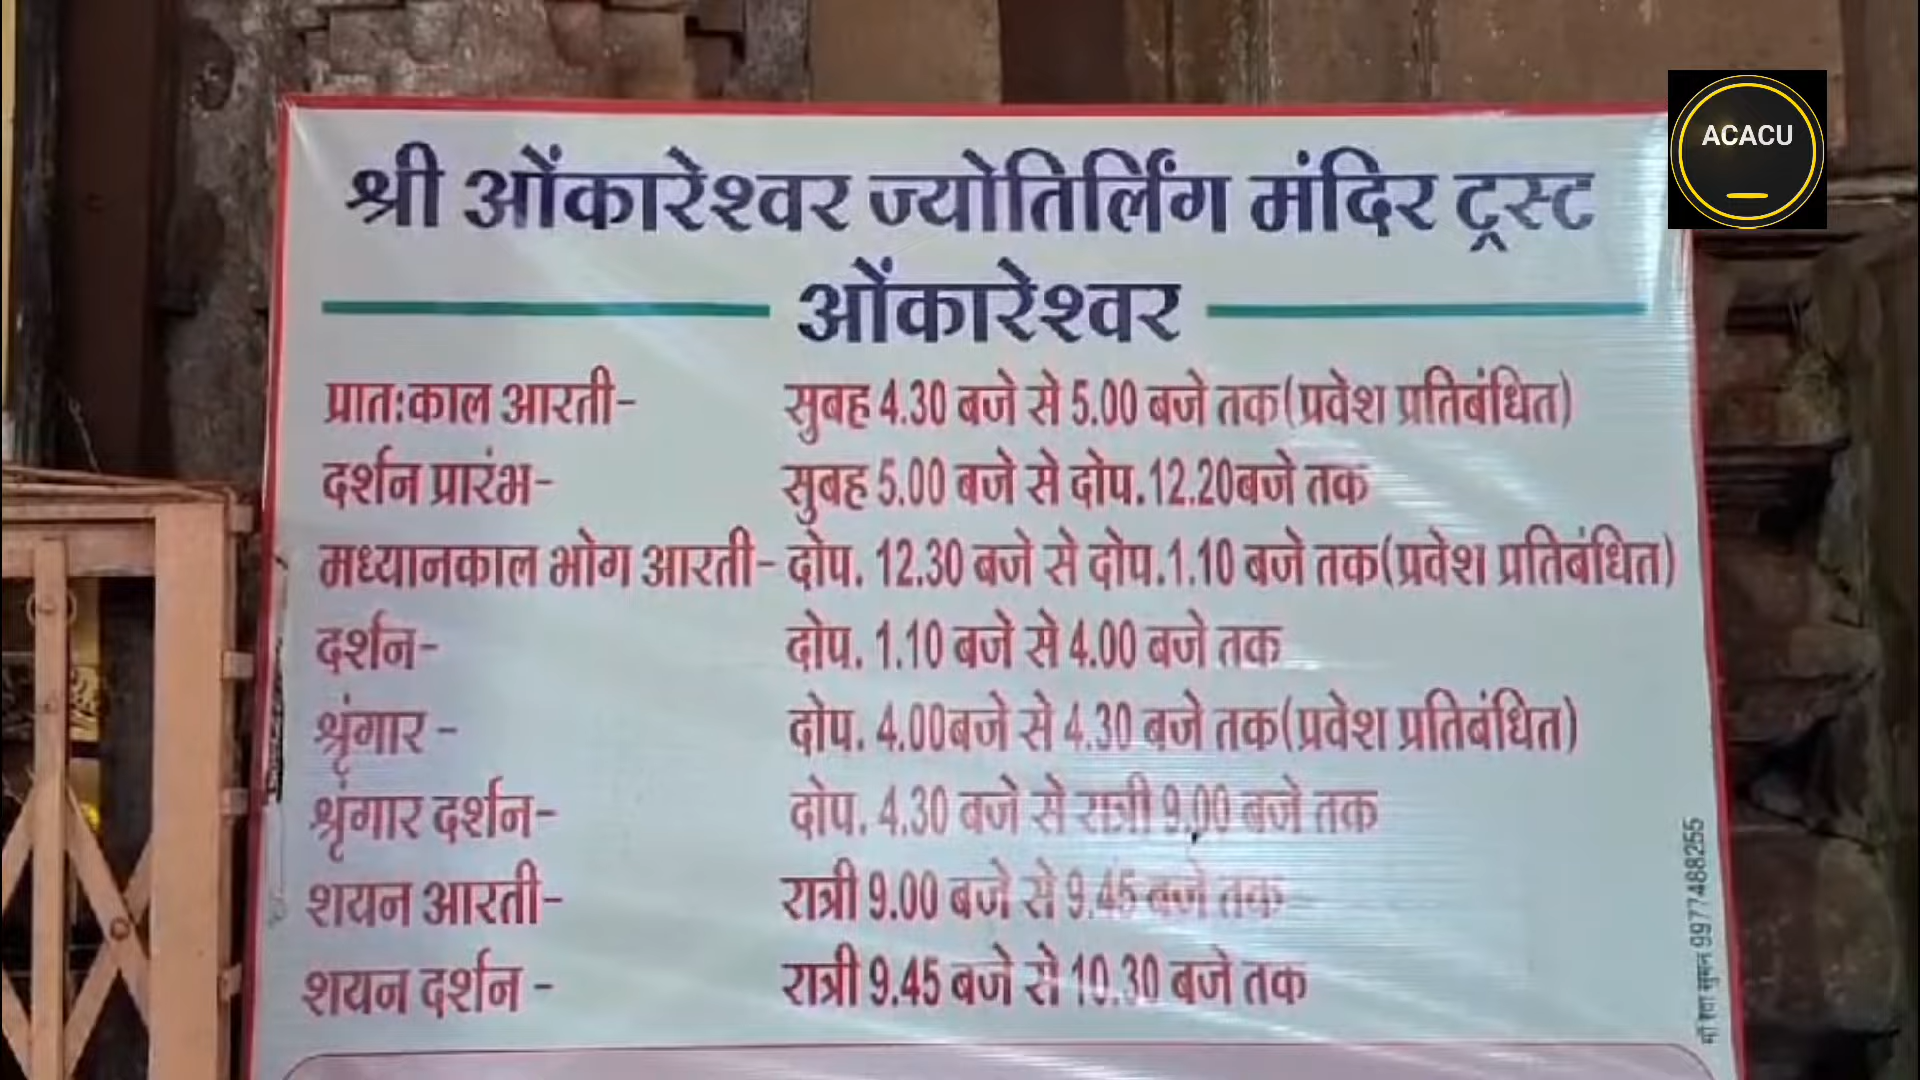 ACACU
श्री ओंकारेश्वर ज्योतिर्लिंग मंदिर ट्रस्ट
ओंकारेश्वर
प्रातःकाल आरती- सुबह 4.30 बजे से 5.00 बजे तक(प्रवेश प्रतिबंधित)
दर्शन प्रारंभ- सुबह 5.00 बजे से दोप.12.20बजे तक
मध्यानकाल भोग आरती- दोप. 12.30 बजे से दोप.1.10 बजे तक(प्रवेश प्रतिबंधित)
दर्शन- दोप. 1.10 बजे से 4.00 बजे तक
श्रृंगार - दोप. 4.00बजे से 4.30 बजे तक(प्रवेश प्रतिबंधित)
श्रृंगार दर्शन- दोप. 4.30 बजे से रात्री 9.00 बजे तक
शयन आरती- रात्री 9.00 बजे से 9.45 बजे तक
शयन दर्शन - रात्री 9.45 बजे से 10.30 बजे तक
9977488255